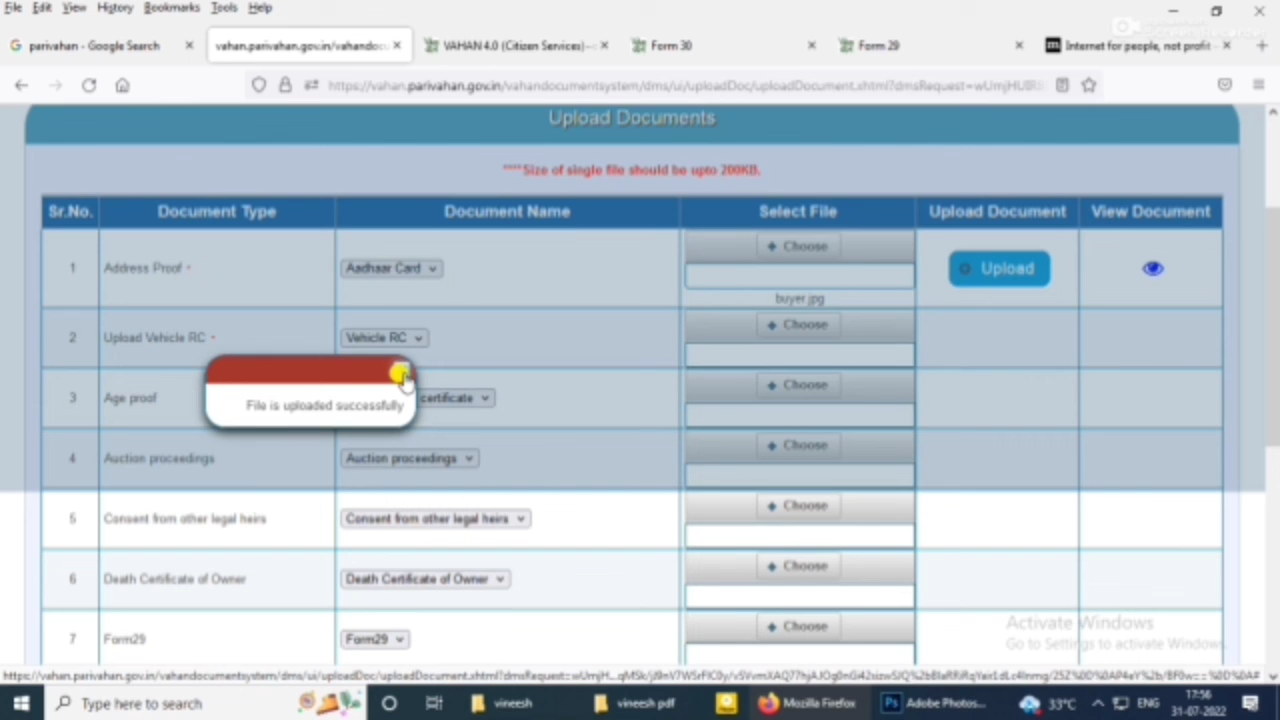 File Edit View History Bookmarks Tools Help
parivahan - Google Search
vahan.parivahan.gov.in/vahandocu
VAHAN 4.0 (Citizen Services)
Form 30
Form 29
Internet for people, not profit
Upload Documents
****Size of single file should be upto 200KB.
Sr.No. Document Type Document Name Select File Upload Document View Document
1 Address Proof * Aadhaar Card Choose Upload
buyer.jpg
2 Upload Vehicle RC * Vehicle RC Choose
File is uploaded successfully
3 Age proof certificate Choose
4 Auction proceedings Auction proceedings Choose
5 Consent from other legal heirs Consent from other legal heirs Choose
6 Death Certificate of Owner Death Certificate of Owner Choose
7 Form29 Form29 Choose
Activate Windows
Go to Settings to activate Windows.
Type here to search
vineesh
vineesh pdf
Mozilla Firefox
Adobe Photos...
33°C
ENG
17:56
31-07-2022